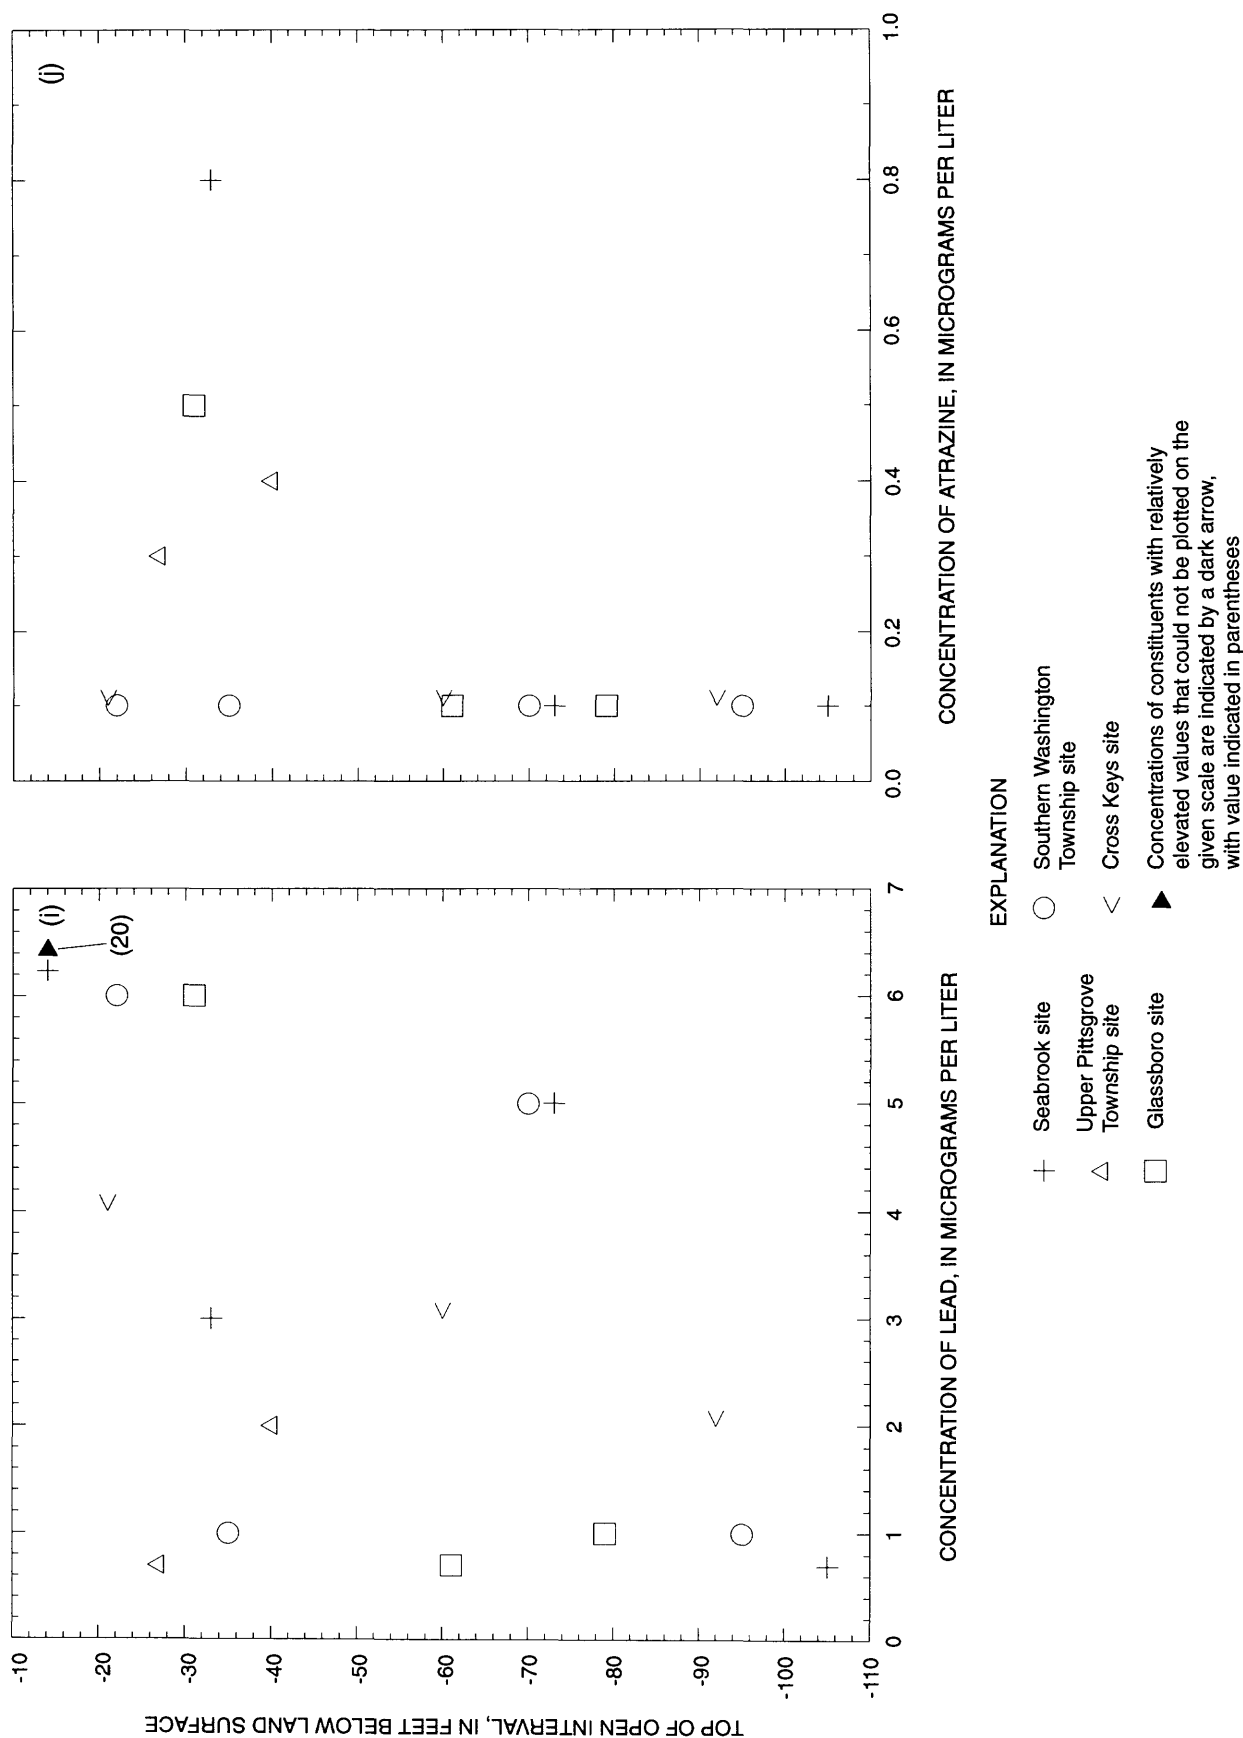 TOP OF OPEN INTERVAL, IN FEET BELOW LAND SURFACE
-10
-20
-30
-40
-50
-60
-70
-80
-90
-100
-110
(i)
(20)
0
1
2
3
4
5
6
7
CONCENTRATION OF LEAD, IN MICROGRAMS PER LITER
(j)
0.0
0.2
0.4
0.6
0.8
1.0
CONCENTRATION OF ATRAZINE, IN MICROGRAMS PER LITER
EXPLANATION
Seabrook site
Upper Pittsgrove
Township site
Glassboro site
Southern Washington
Township site
Cross Keys site
Concentrations of constituents with relatively
elevated values that could not be plotted on the
given scale are indicated by a dark arrow,
with value indicated in parentheses